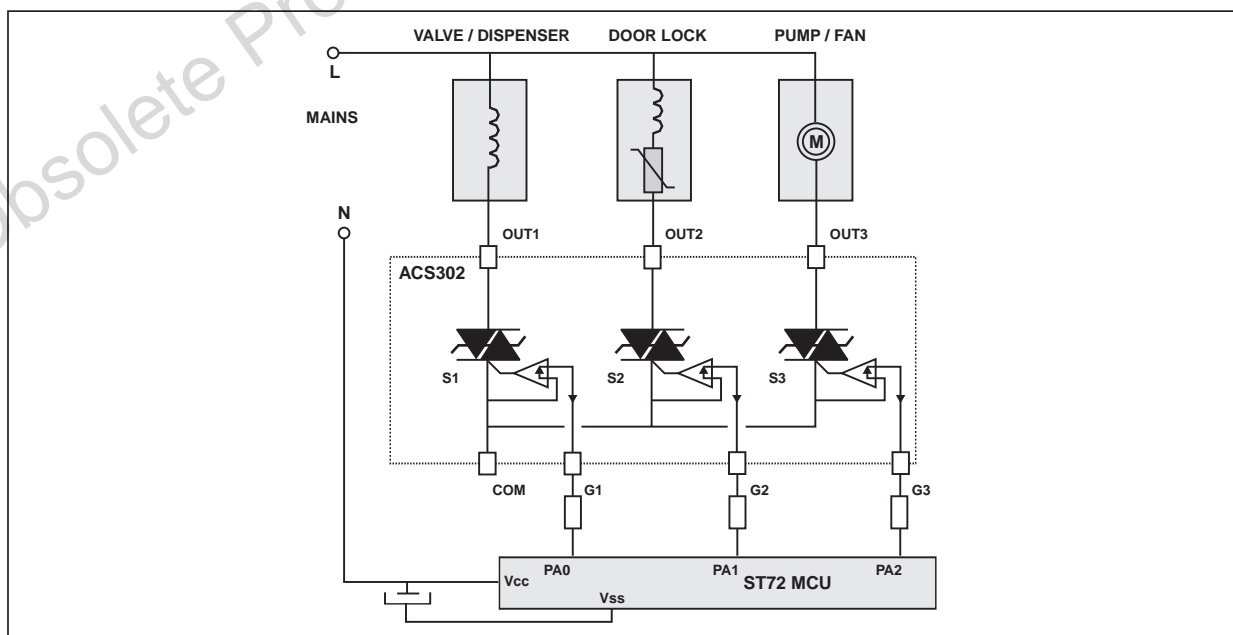 Obsolete Pro
VALVE / DISPENSER
DOOR LOCK
PUMP / FAN
L
MAINS
M
N
OUT1
OUT2
OUT3
ACS302
S1
S2
S3
COM
G1
G2
G3
PA0
PA1
PA2
Vcc
ST72 MCU
Vss